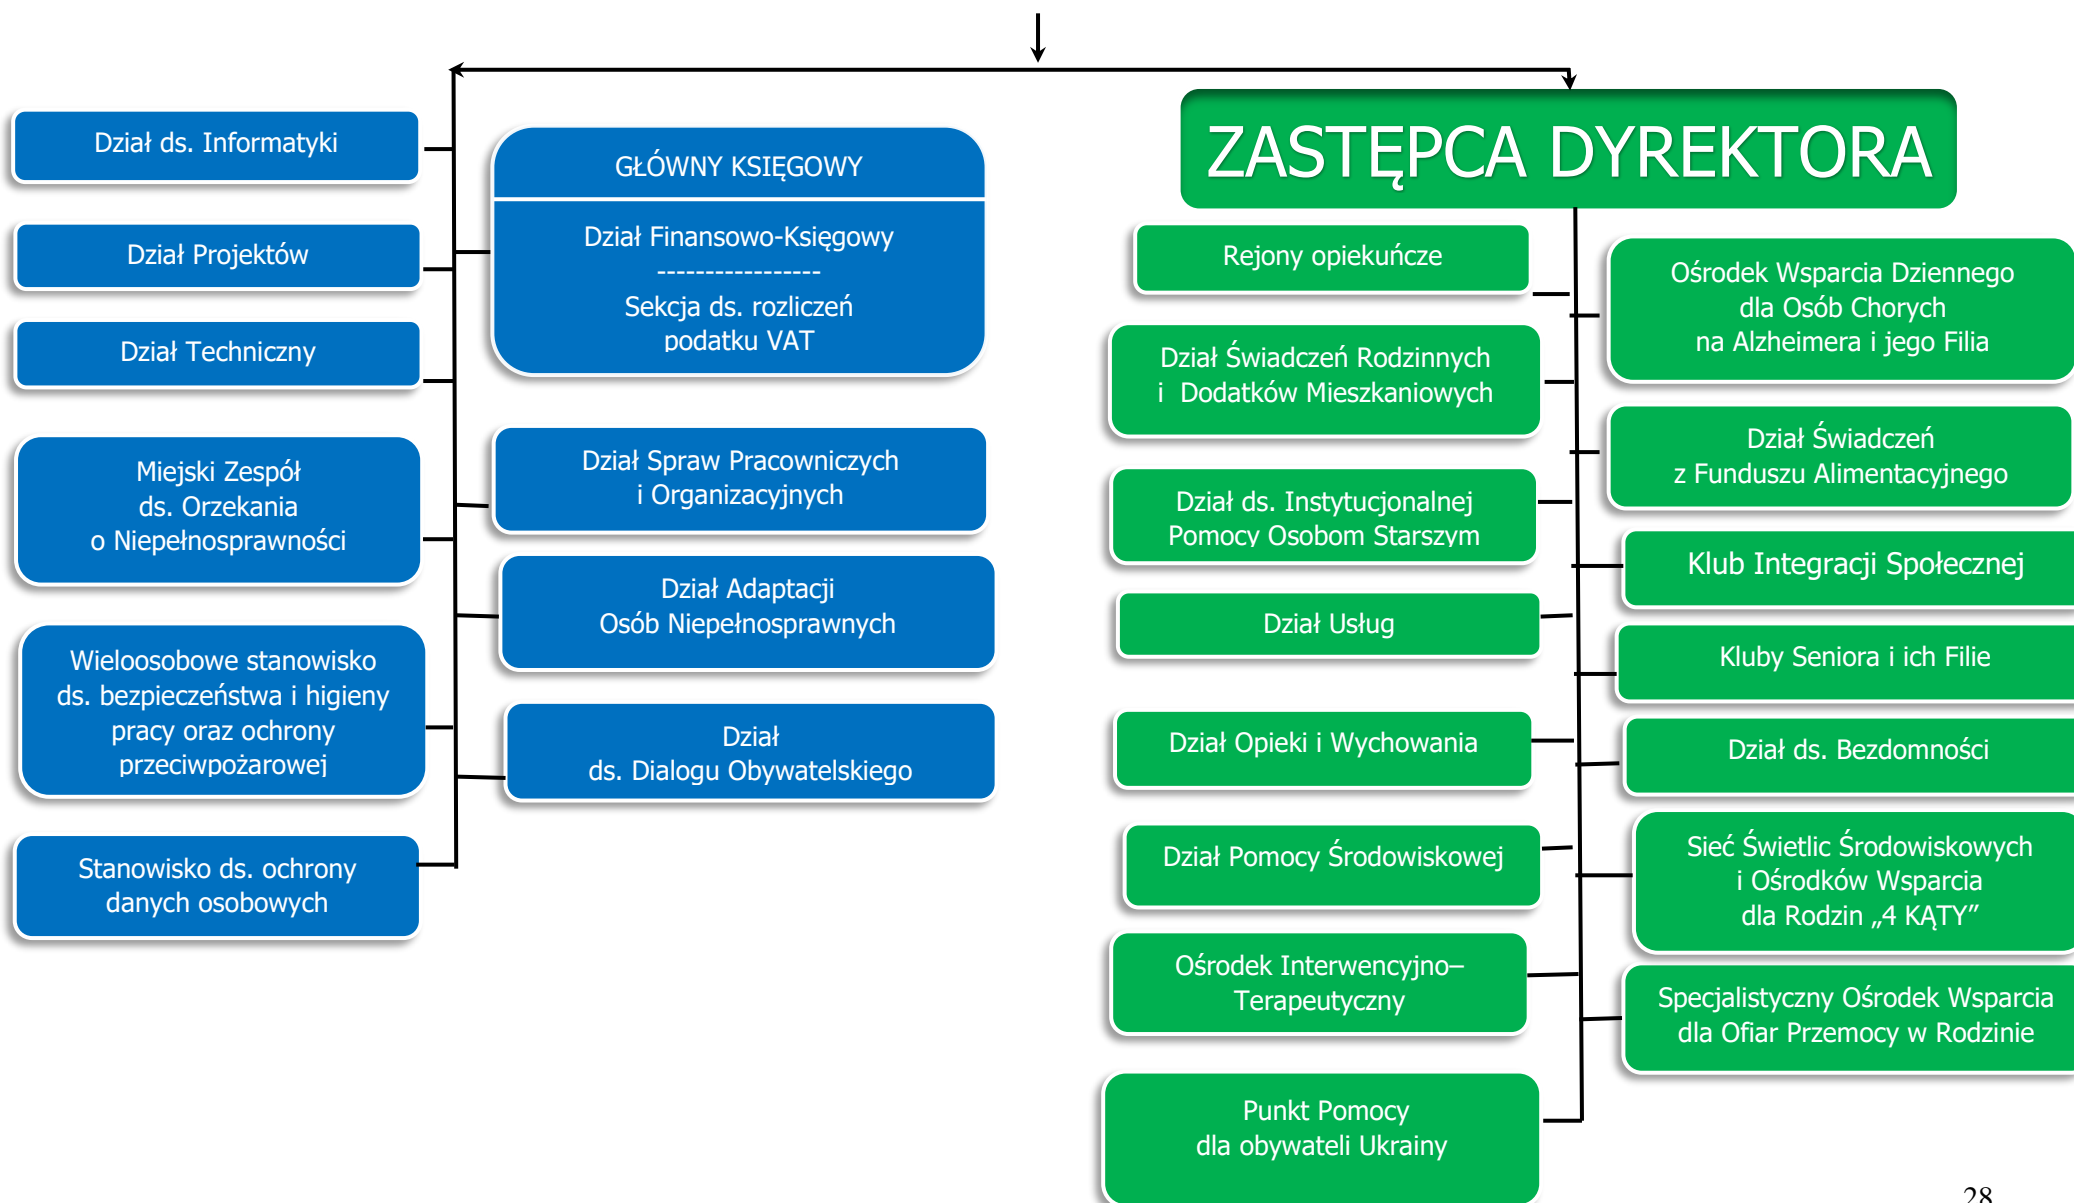 Dział ds. Informatyki
Dział Projektów
Dział Techniczny
Miejski Zespół
ds. Orzekania
o Niepełnosprawności
Wieloosobowe stanowisko
ds. bezpieczeństwa i higieny
pracy oraz ochrony
przeciwpożarowej
Stanowisko ds. ochrony
danych osobowych
GŁÓWNY KSIĘGOWY
Dział Finansowo-Księgowy
-----------------
Sekcja ds. rozliczeń
podatku VAT
Dział Spraw Pracowniczych
i Organizacyjnych
Dział Adaptacji
Osób Niepełnosprawnych
Dział
ds. Dialogu Obywatelskiego
ZASTĘPCA DYREKTORA
Rejony opiekuńcze
Dział Świadczeń Rodzinnych
i Dodatków Mieszkaniowych
Dział ds. Instytucjonalnej
Pomocy Osobom Starszym
Dział Usług
Dział Opieki i Wychowania
Dział Pomocy Środowiskowej
Ośrodek Interwencyjno–
Terapeutyczny
Punkt Pomocy
dla obywateli Ukrainy
Ośrodek Wsparcia Dziennego
dla Osób Chorych
na Alzheimera i jego Filia
Dział Świadczeń
z Funduszu Alimentacyjnego
Klub Integracji Społecznej
Kluby Seniora i ich Filie
Dział ds. Bezdomności
Sieć Świetlic Środowiskowych
i Ośrodków Wsparcia
dla Rodzin „4 KĄTY”
Specjalistyczny Ośrodek Wsparcia
dla Ofiar Przemocy w Rodzinie
28